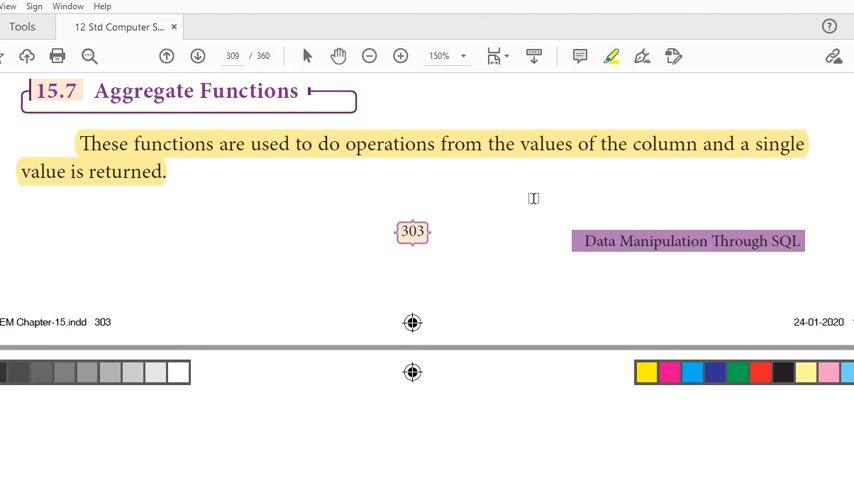 View Sign Window Help
Tools 12 Std Computer S... ×
309 / 360 150%
15.7 Aggregate Functions
These functions are used to do operations from the values of the column and a single
value is returned.
303
Data Manipulation Through SQL
EM Chapter-15.indd 303 24-01-2020